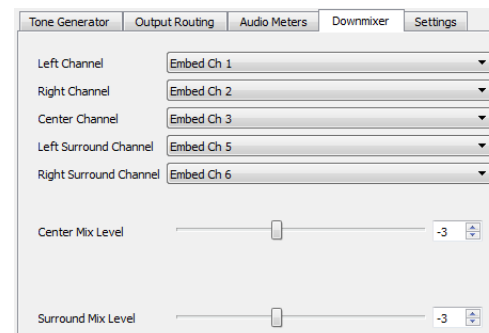 Tone Generator Output Routing Audio Meters Downmixer Settings
Left Channel Embed Ch 1
Right Channel Embed Ch 2
Center Channel Embed Ch 3
Left Surround Channel Embed Ch 5
Right Surround Channel Embed Ch 6
Center Mix Level -3
Surround Mix Level -3